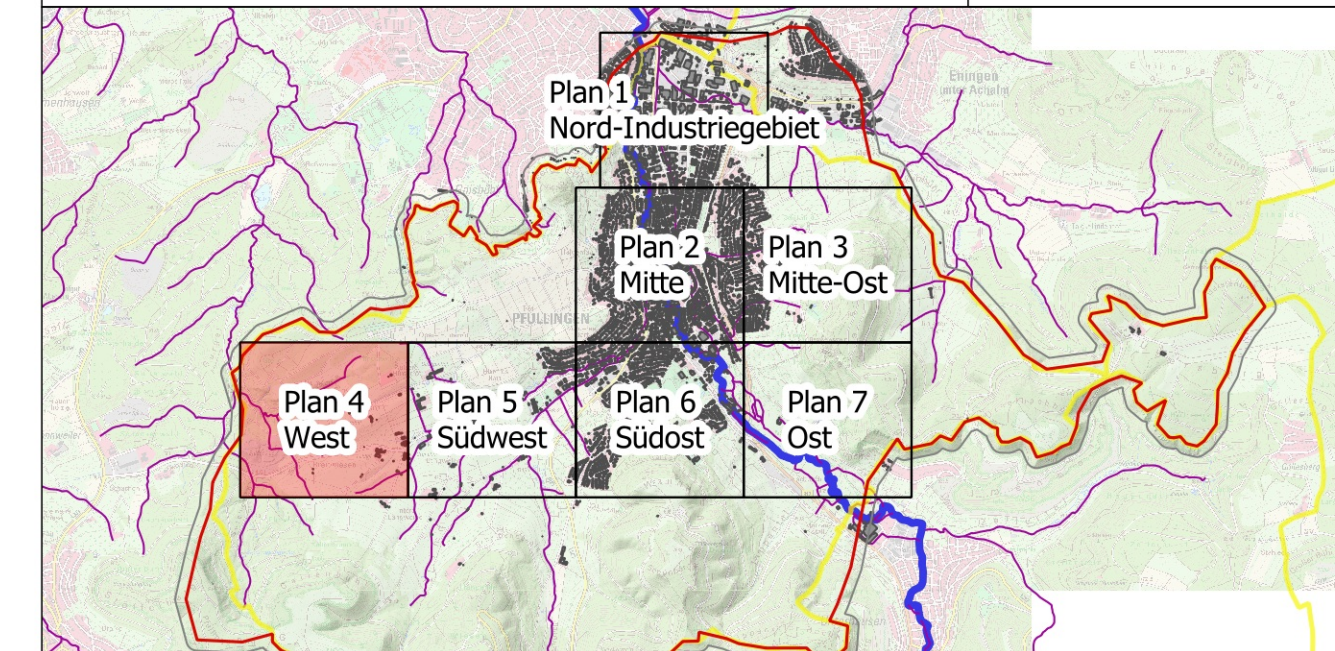 Eningen
unter Achalm
Plan 1
Nord-Industriegebiet
Plan 2
Mitte
Plan 3
Mitte-Ost
PFULLINGEN
Plan 4
West
Plan 5
Südwest
Plan 6
Südost
Plan 7
Ost